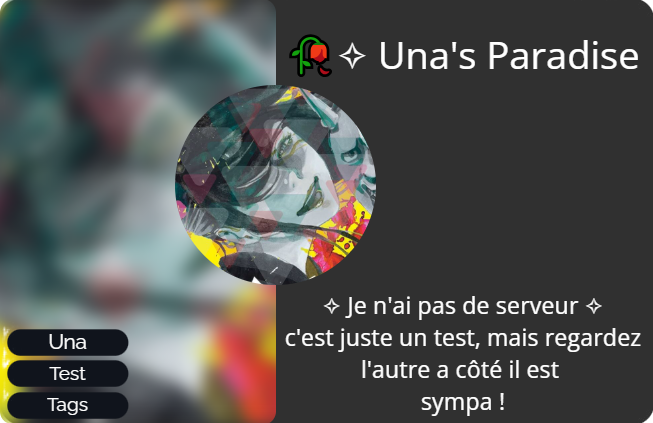 🥀✧ Una's Paradise
✧ Je n'ai pas de serveur ✧
c'est juste un test, mais regardez
l'autre a côté il est
sympa !
Una
Test
Tags